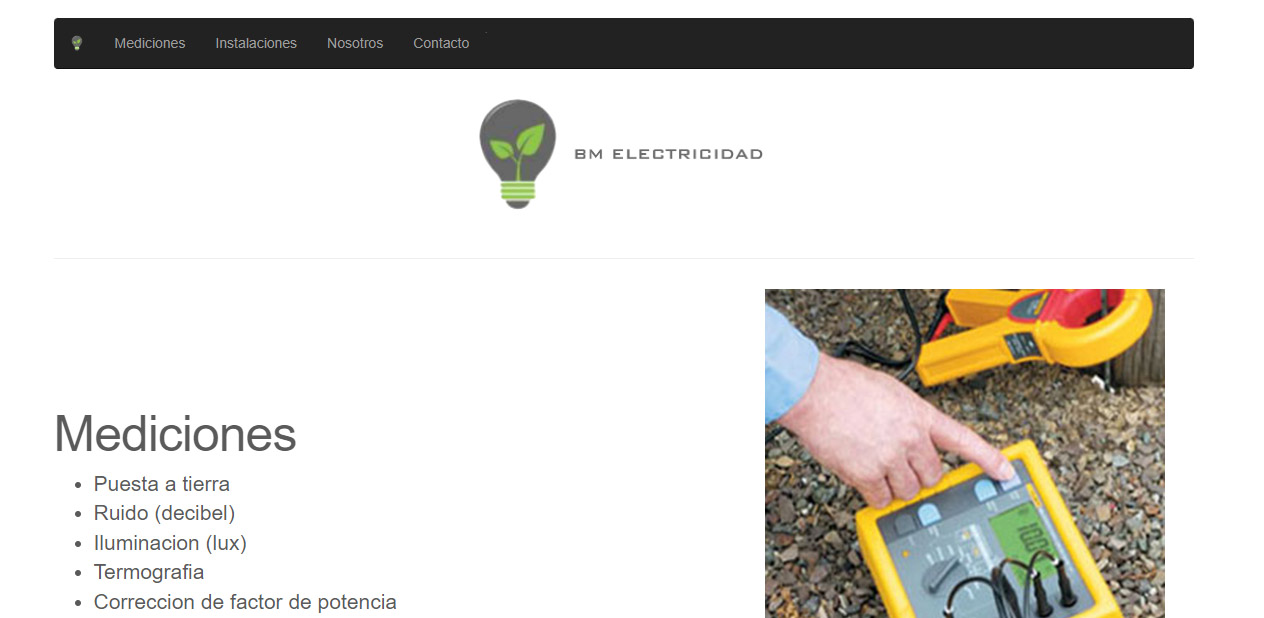 Mediciones Instalaciones Nosotros Contacto
BM ELECTRICIDAD
Mediciones
Puesta a tierra
Ruido (decibel)
Iluminacion (lux)
Termografia
Correccion de factor de potencia